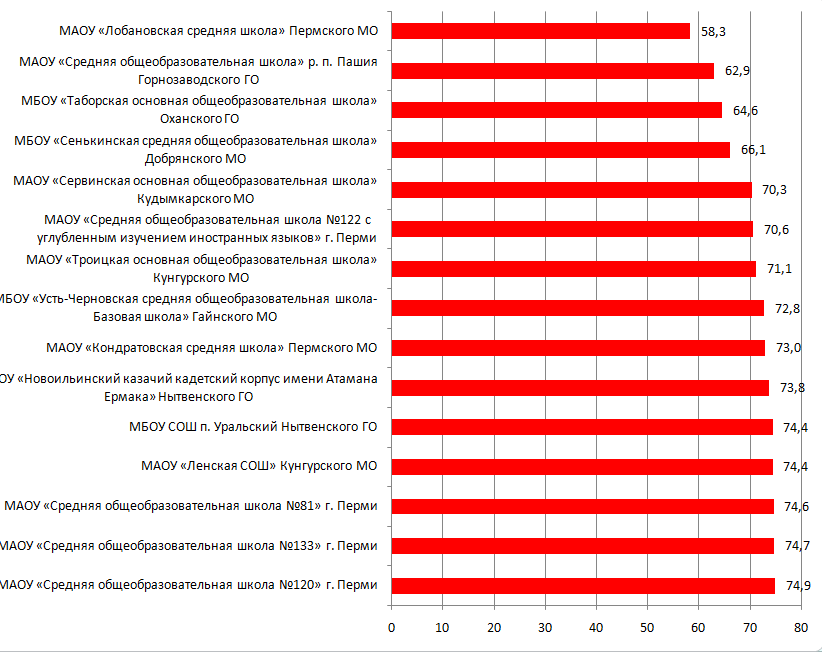 МАОУ «Лобановская средняя школа» Пермского МО
58,3
МАОУ «Средняя общеобразовательная школа» р. п. Пашия
Горнозаводского ГО
62,9
МБОУ «Таборская основная общеобразовательная школа»
Оханского ГО
64,6
МБОУ «Сенькинская средняя общеобразовательная школа»
Добрянского МО
66,1
МАОУ «Сервинская основная общеобразовательная школа»
Кудымкарского МО
70,3
МАОУ «Средняя общеобразовательная школа №122 с
углубленным изучением иностранных языков» г. Перми
70,6
МАОУ «Троицкая основная общеобразовательная школа»
Кунгурского МО
71,1
МБОУ «Усть-Черновская средняя общеобразовательная школа-
Базовая школа» Гайнского МО
72,8
МАОУ «Кондратовская средняя школа» Пермского МО
73,0
ОУ «Новоильинский казачий кадетский корпус имени Атамана
Ермака» Нытвенского ГО
73,8
МБОУ СОШ п. Уральский Нытвенского ГО
74,4
МАОУ «Ленская СОШ» Кунгурского МО
74,4
МАОУ «Средняя общеобразовательная школа №81» г. Перми
74,6
МАОУ «Средняя общеобразовательная школа №133» г. Перми
74,7
МАОУ «Средняя общеобразовательная школа №120» г. Перми
74,9
0 10 20 30 40 50 60 70 80